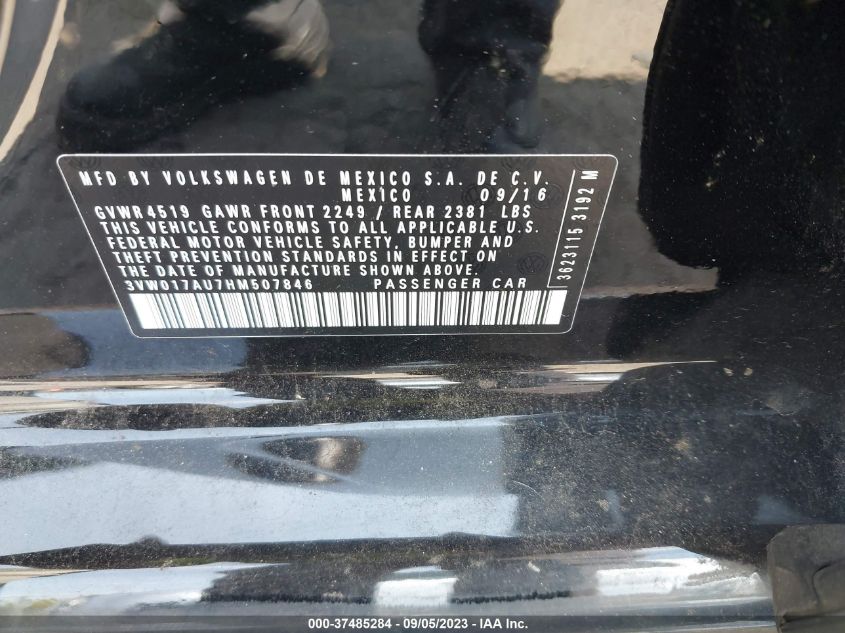 MFD BY VOLKSWAGEN DE MEXICO S.A. DE C.V.
MEXICO 09/16
GVWR 4519 GAWR FRONT 2249 / REAR 2381 LBS
THIS VEHICLE CONFORMS TO ALL APPLICABLE U.S.
FEDERAL MOTOR VEHICLE SAFETY, BUMPER AND
THEFT PREVENTION STANDARDS IN EFFECT ON
THE DATE OF MANUFACTURE SHOWN ABOVE.
3VW017AU7HM507846 PASSENGER CAR
3623115 3192 M
000-37485284 - 09/05/2023 - IAA Inc.